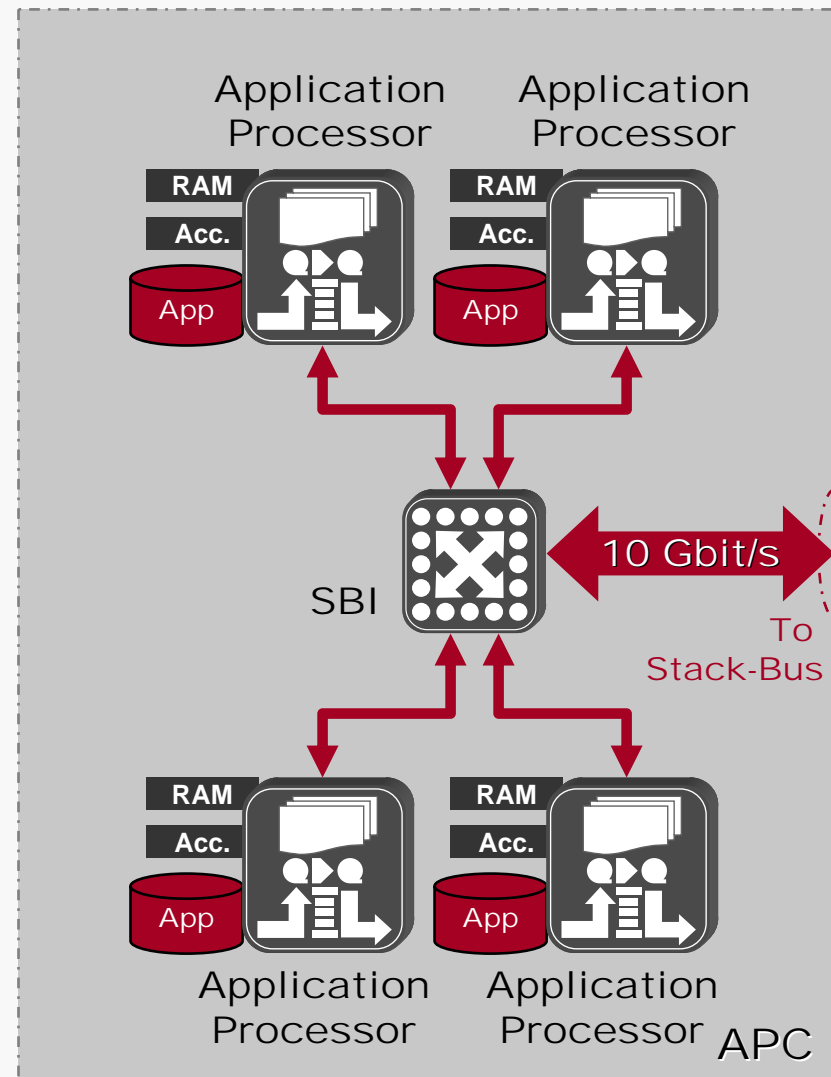 Application
Processor
Application
Processor
RAM
Acc.
App
RAM
Acc.
App
SBI
10 Gbit/s
To
Stack-Bus
RAM
Acc.
App
RAM
Acc.
App
Application
Processor
Application
Processor
APC